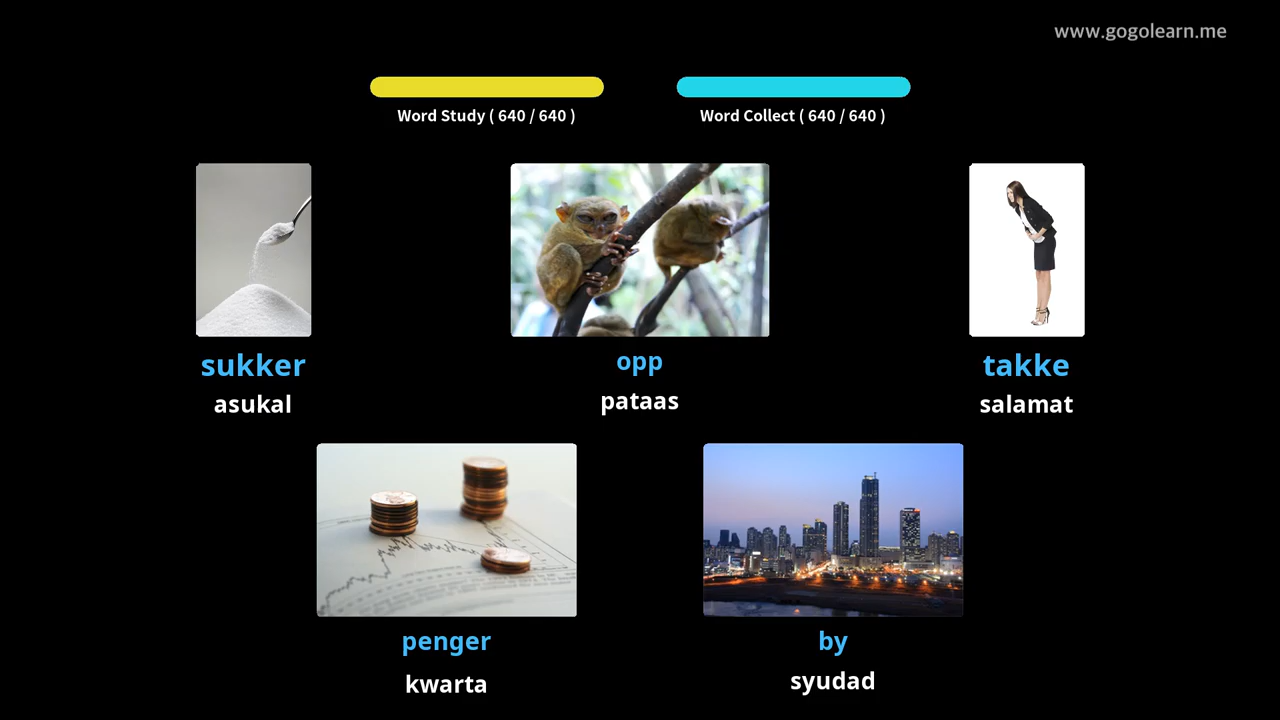 www.gogolearn.me
Word Study ( 640 / 640 )
Word Collect ( 640 / 640 )
sukker
asukal
opp
pataas
takke
salamat
penger
kwarta
by
syudad